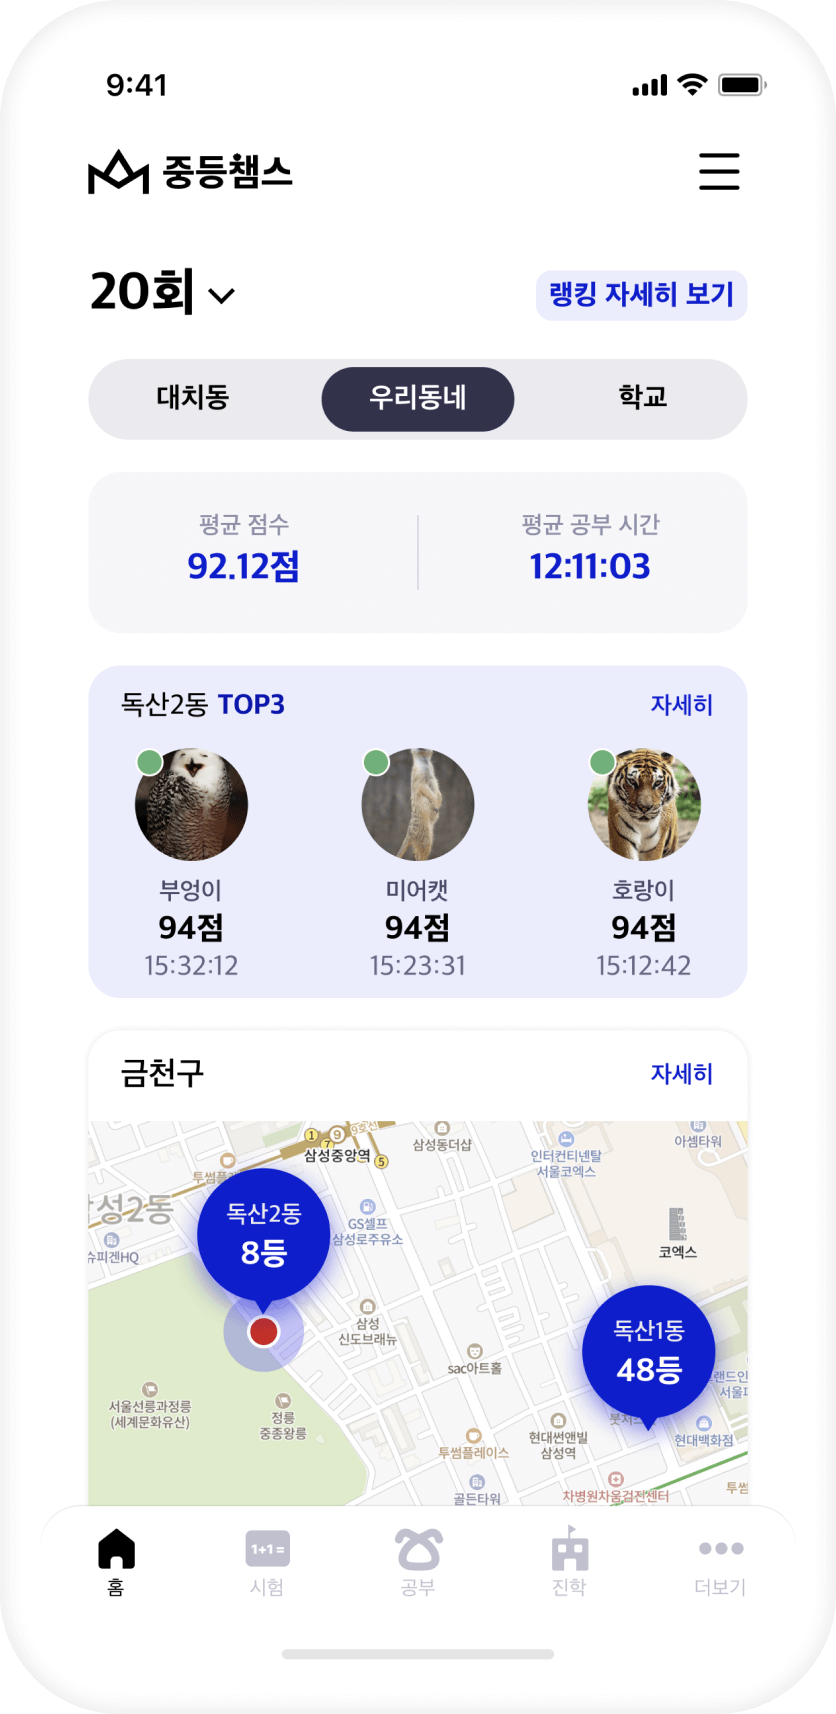 9:41
중등챔스
20회
랭킹 자세히 보기
대치동 우리동네 학교
평균 점수 평균 공부 시간
92.12점 12:11:03
독산2동 TOP3 자세히
부엉이 미어캣 호랑이
94점 94점 94점
15:32:12 15:23:31 15:12:42
금천구 자세히
1 7 9 9호선
삼성중앙역 5
삼성동더샵
아셈타워
인터컨티넨탈
서울코엑스
투썸플
성2동
슈피겐HQ
독산2동
8등
GS셀프
삼성로주유소
코엑스
삼성
신도브래뉴
독산1동
48등
sac아트홀
랜드인
서울파
서울선릉과정릉
(세계문화유산)
정릉
중종왕릉
투썸플레이스
현대썬앤빌
삼성역
현대백화점
골든타워
차병원차움검진센터
투썸
1+1=
홈 시험 공부 진학 더보기